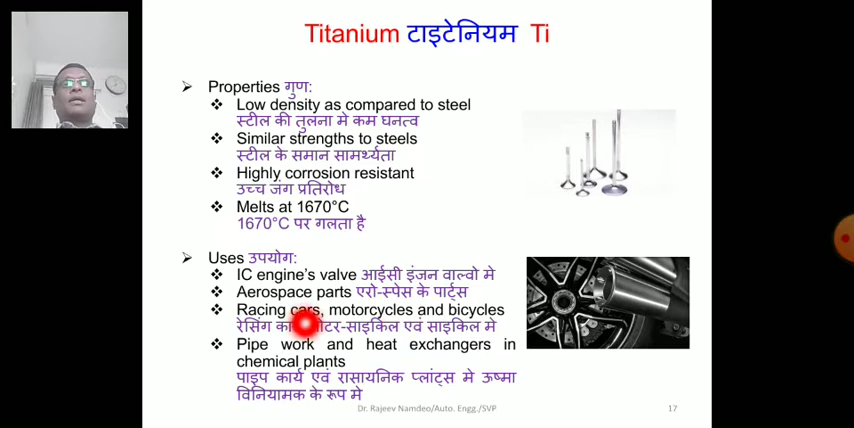 Titanium टाइटेनियम Ti
➢ Properties गुण:
❖ Low density as compared to steel
स्टील की तुलना मे कम घनत्व
❖ Similar strengths to steels
स्टील के समान सामर्थ्यता
❖ Highly corrosion resistant
उच्च जंग प्रतिरोध
❖ Melts at 1670°C
1670°C पर गलता है
➢ Uses उपयोग:
❖ IC engine's valve आईसी इंजन वाल्वो मे
❖ Aerospace parts एरो-स्पेस के पार्ट्स
❖ Racing cars, motorcycles and bicycles
रेसिंग साइकिल एवं साइकिल मे
❖ Pipe work and heat exchangers in
chemical plants
पाइप कार्य एवं रासायनिक प्लांट्स मे ऊष्मा
विनियामक के रूप मे
Dr. Rajeev Namdeo/Auto. Engg./SVP
17